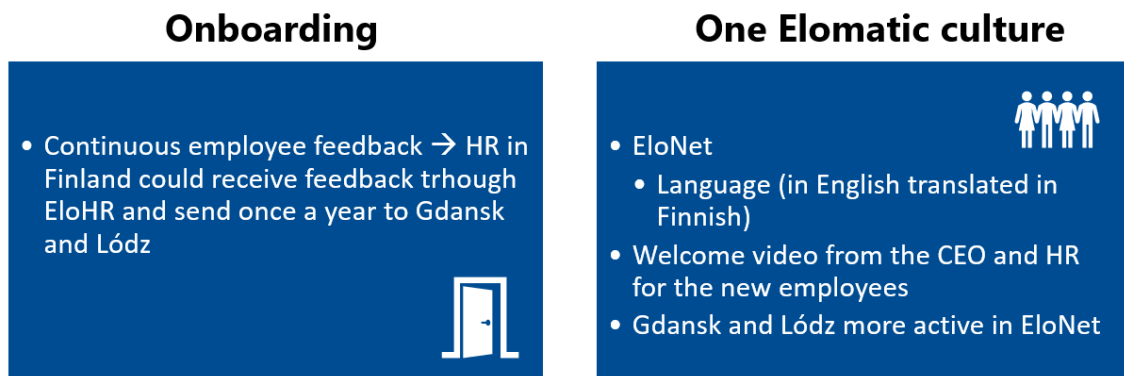 Onboarding
• Continuous employee feedback → HR in
Finland could receive feedback trhough
EloHR and send once a year to Gdansk
and Lódz
One Elomatic culture
• EloNet
• Language (in English translated in
Finnish)
• Welcome video from the CEO and HR
for the new employees
• Gdansk and Lódz more active in EloNet